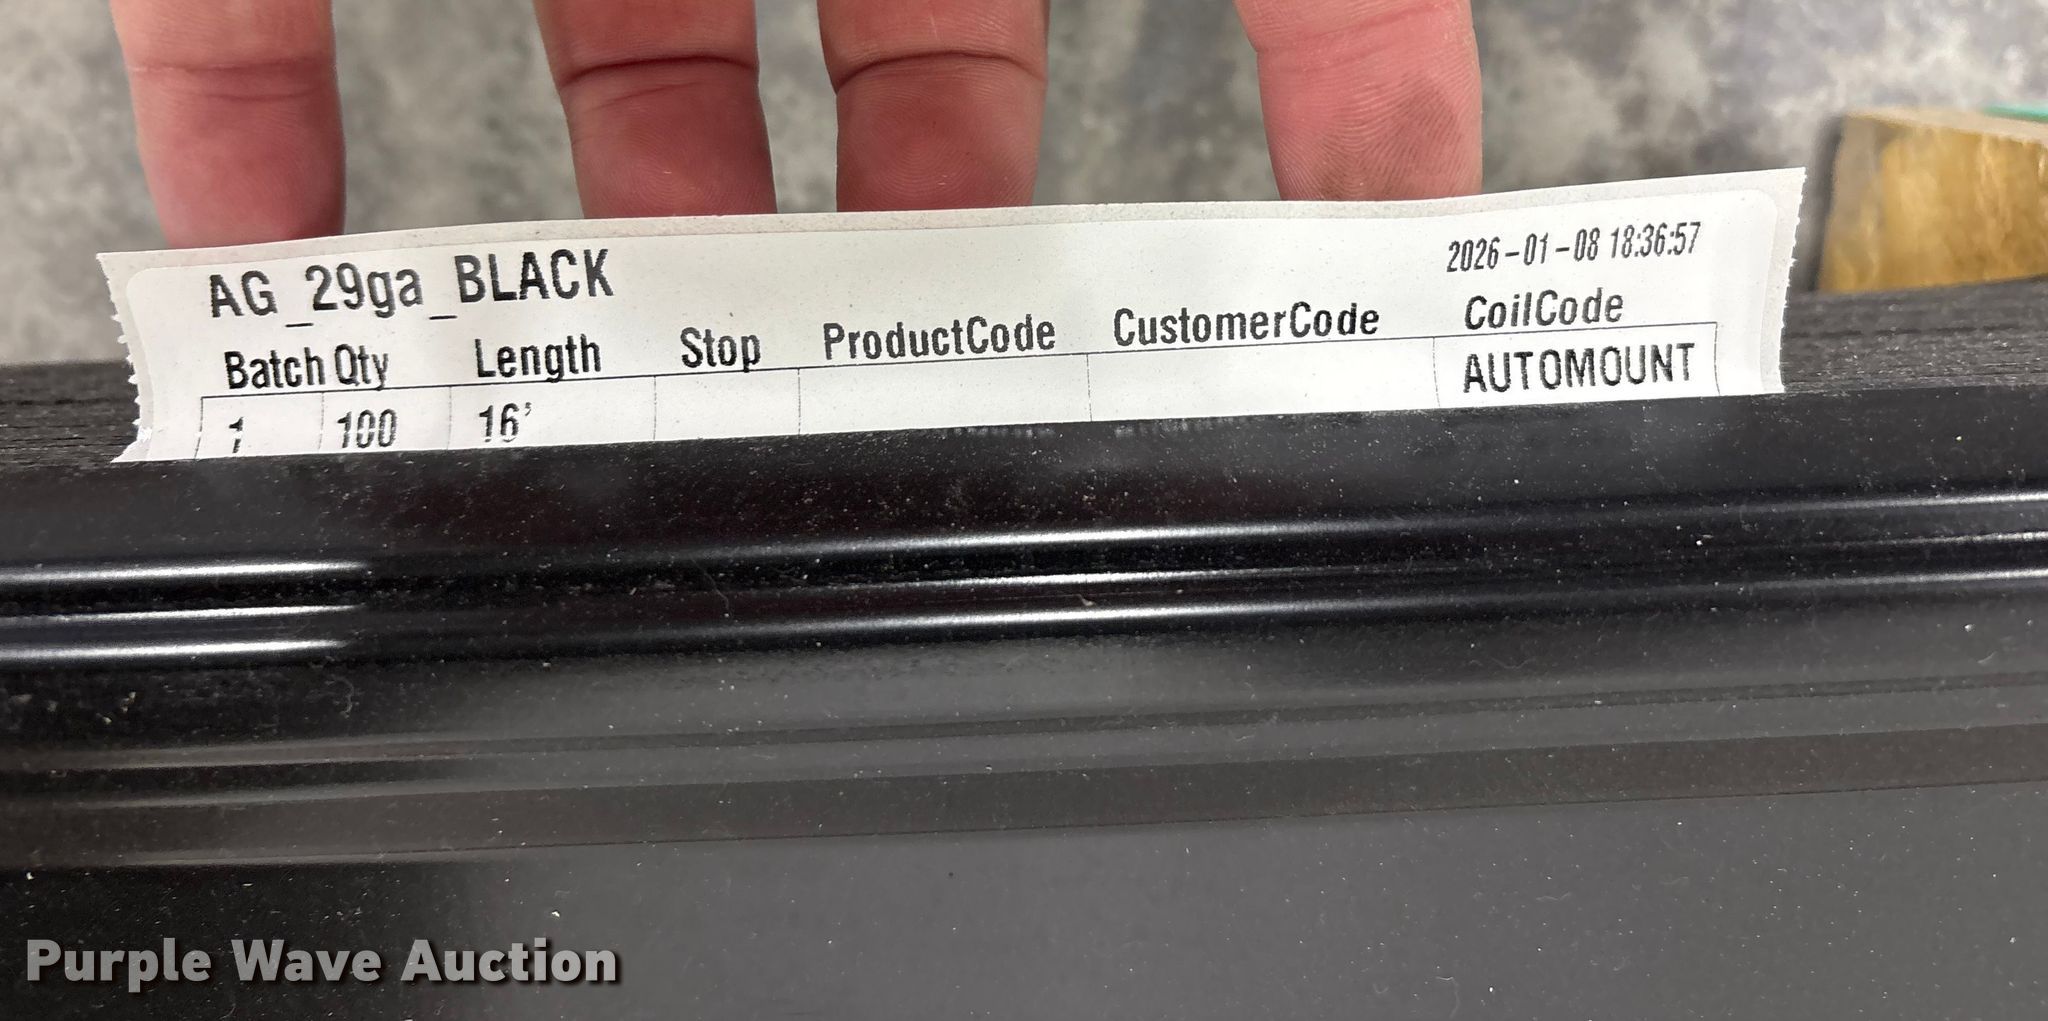 AG_29ga_BLACK
2026-01-08 18:36:57
Batch Qty Length Stop ProductCode CustomerCode CoilCode
1 100 16' AUTOMOUNT
Purple Wave Auction